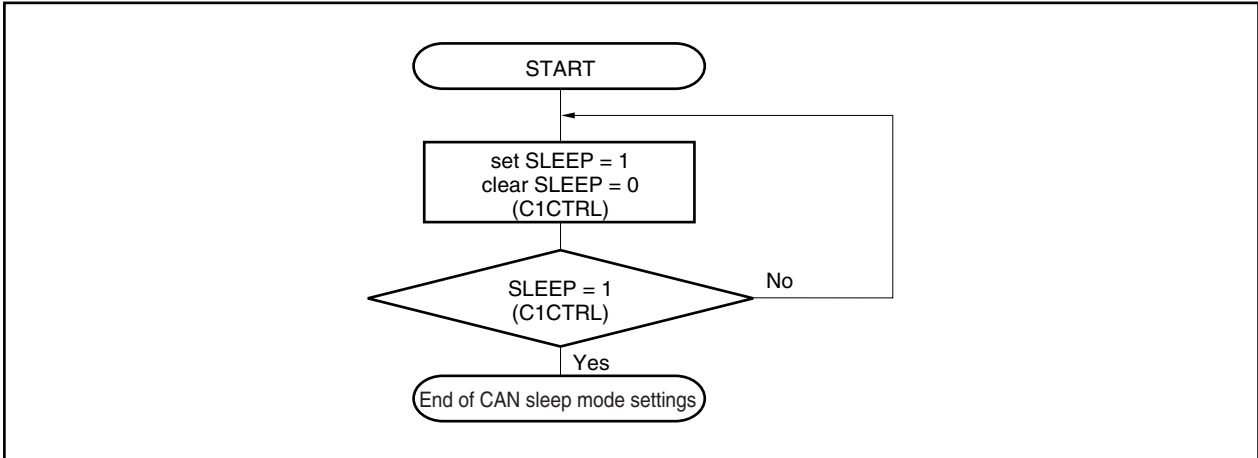 START
set SLEEP = 1
clear SLEEP = 0
(C1CTRL)
SLEEP = 1
(C1CTRL)
No
Yes
End of CAN sleep mode settings